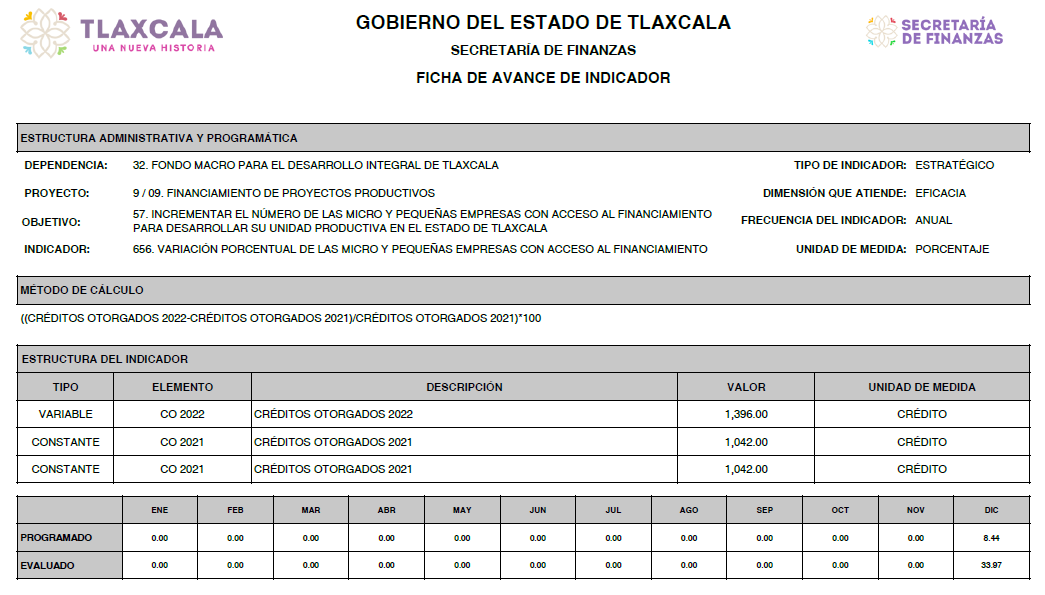 TLAXCALA
UNA NUEVA HISTORIA
GOBIERNO DEL ESTADO DE TLAXCALA
SECRETARÍA DE FINANZAS
FICHA DE AVANCE DE INDICADOR
SECRETARÍA
DE FINANZAS
ESTRUCTURA ADMINISTRATIVA Y PROGRAMÁTICA
DEPENDENCIA: 32. FONDO MACRO PARA EL DESARROLLO INTEGRAL DE TLAXCALA TIPO DE INDICADOR: ESTRATÉGICO
PROYECTO: 9 / 09. FINANCIAMIENTO DE PROYECTOS PRODUCTIVOS DIMENSIÓN QUE ATIENDE: EFICACIA
OBJETIVO: 57. INCREMENTAR EL NÚMERO DE LAS MICRO Y PEQUEÑAS EMPRESAS CON ACCESO AL FINANCIAMIENTO
PARA DESARROLLAR SU UNIDAD PRODUCTIVA EN EL ESTADO DE TLAXCALA
FRECUENCIA DEL INDICADOR: ANUAL
INDICADOR: 656. VARIACIÓN PORCENTUAL DE LAS MICRO Y PEQUEÑAS EMPRESAS CON ACCESO AL FINANCIAMIENTO UNIDAD DE MEDIDA: PORCENTAJE
MÉTODO DE CÁLCULO
((CRÉDITOS OTORGADOS 2022-CRÉDITOS OTORGADOS 2021)/CRÉDITOS OTORGADOS 2021)*100
ESTRUCTURA DEL INDICADOR
TIPO ELEMENTO DESCRIPCIÓN VALOR UNIDAD DE MEDIDA
VARIABLE CO 2022 CRÉDITOS OTORGADOS 2022 1,396.00 CRÉDITO
CONSTANTE CO 2021 CRÉDITOS OTORGADOS 2021 1,042.00 CRÉDITO
CONSTANTE CO 2021 CRÉDITOS OTORGADOS 2021 1,042.00 CRÉDITO
ENE FEB MAR ABR MAY JUN JUL AGO SEP OCT NOV DIC
PROGRAMADO 0.00 0.00 0.00 0.00 0.00 0.00 0.00 0.00 0.00 0.00 0.00 8.44
EVALUADO 0.00 0.00 0.00 0.00 0.00 0.00 0.00 0.00 0.00 0.00 0.00 33.97